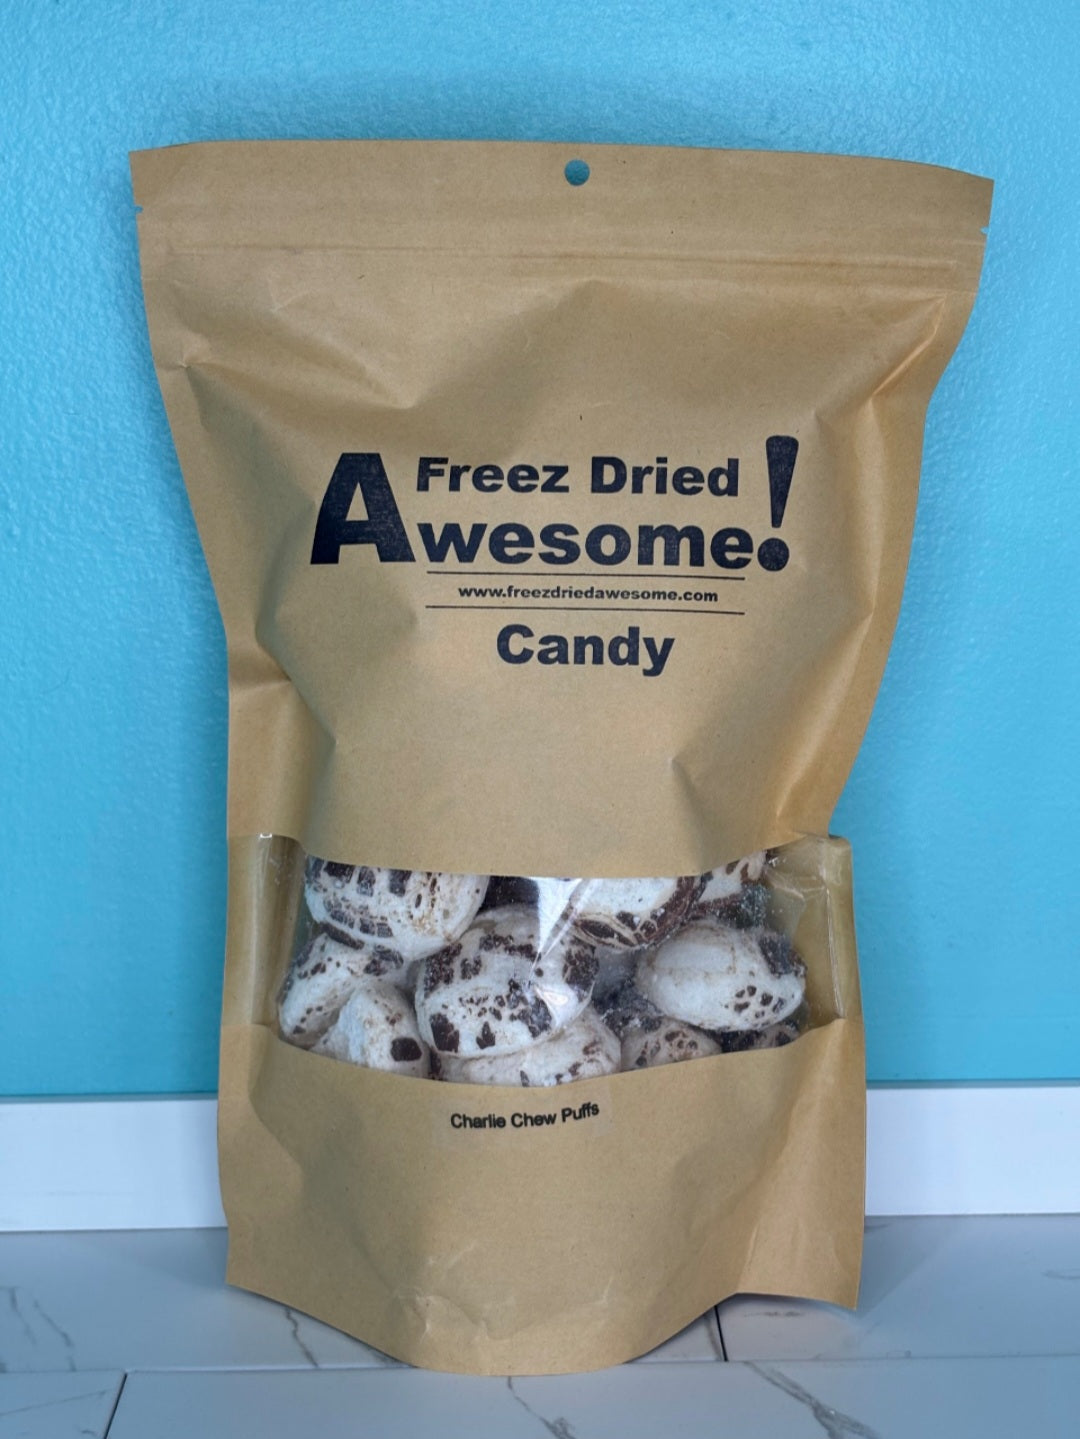 Freez Dried
Awesome!
www.freezdriedawesome.com
Candy
Charlie Chew Puffs